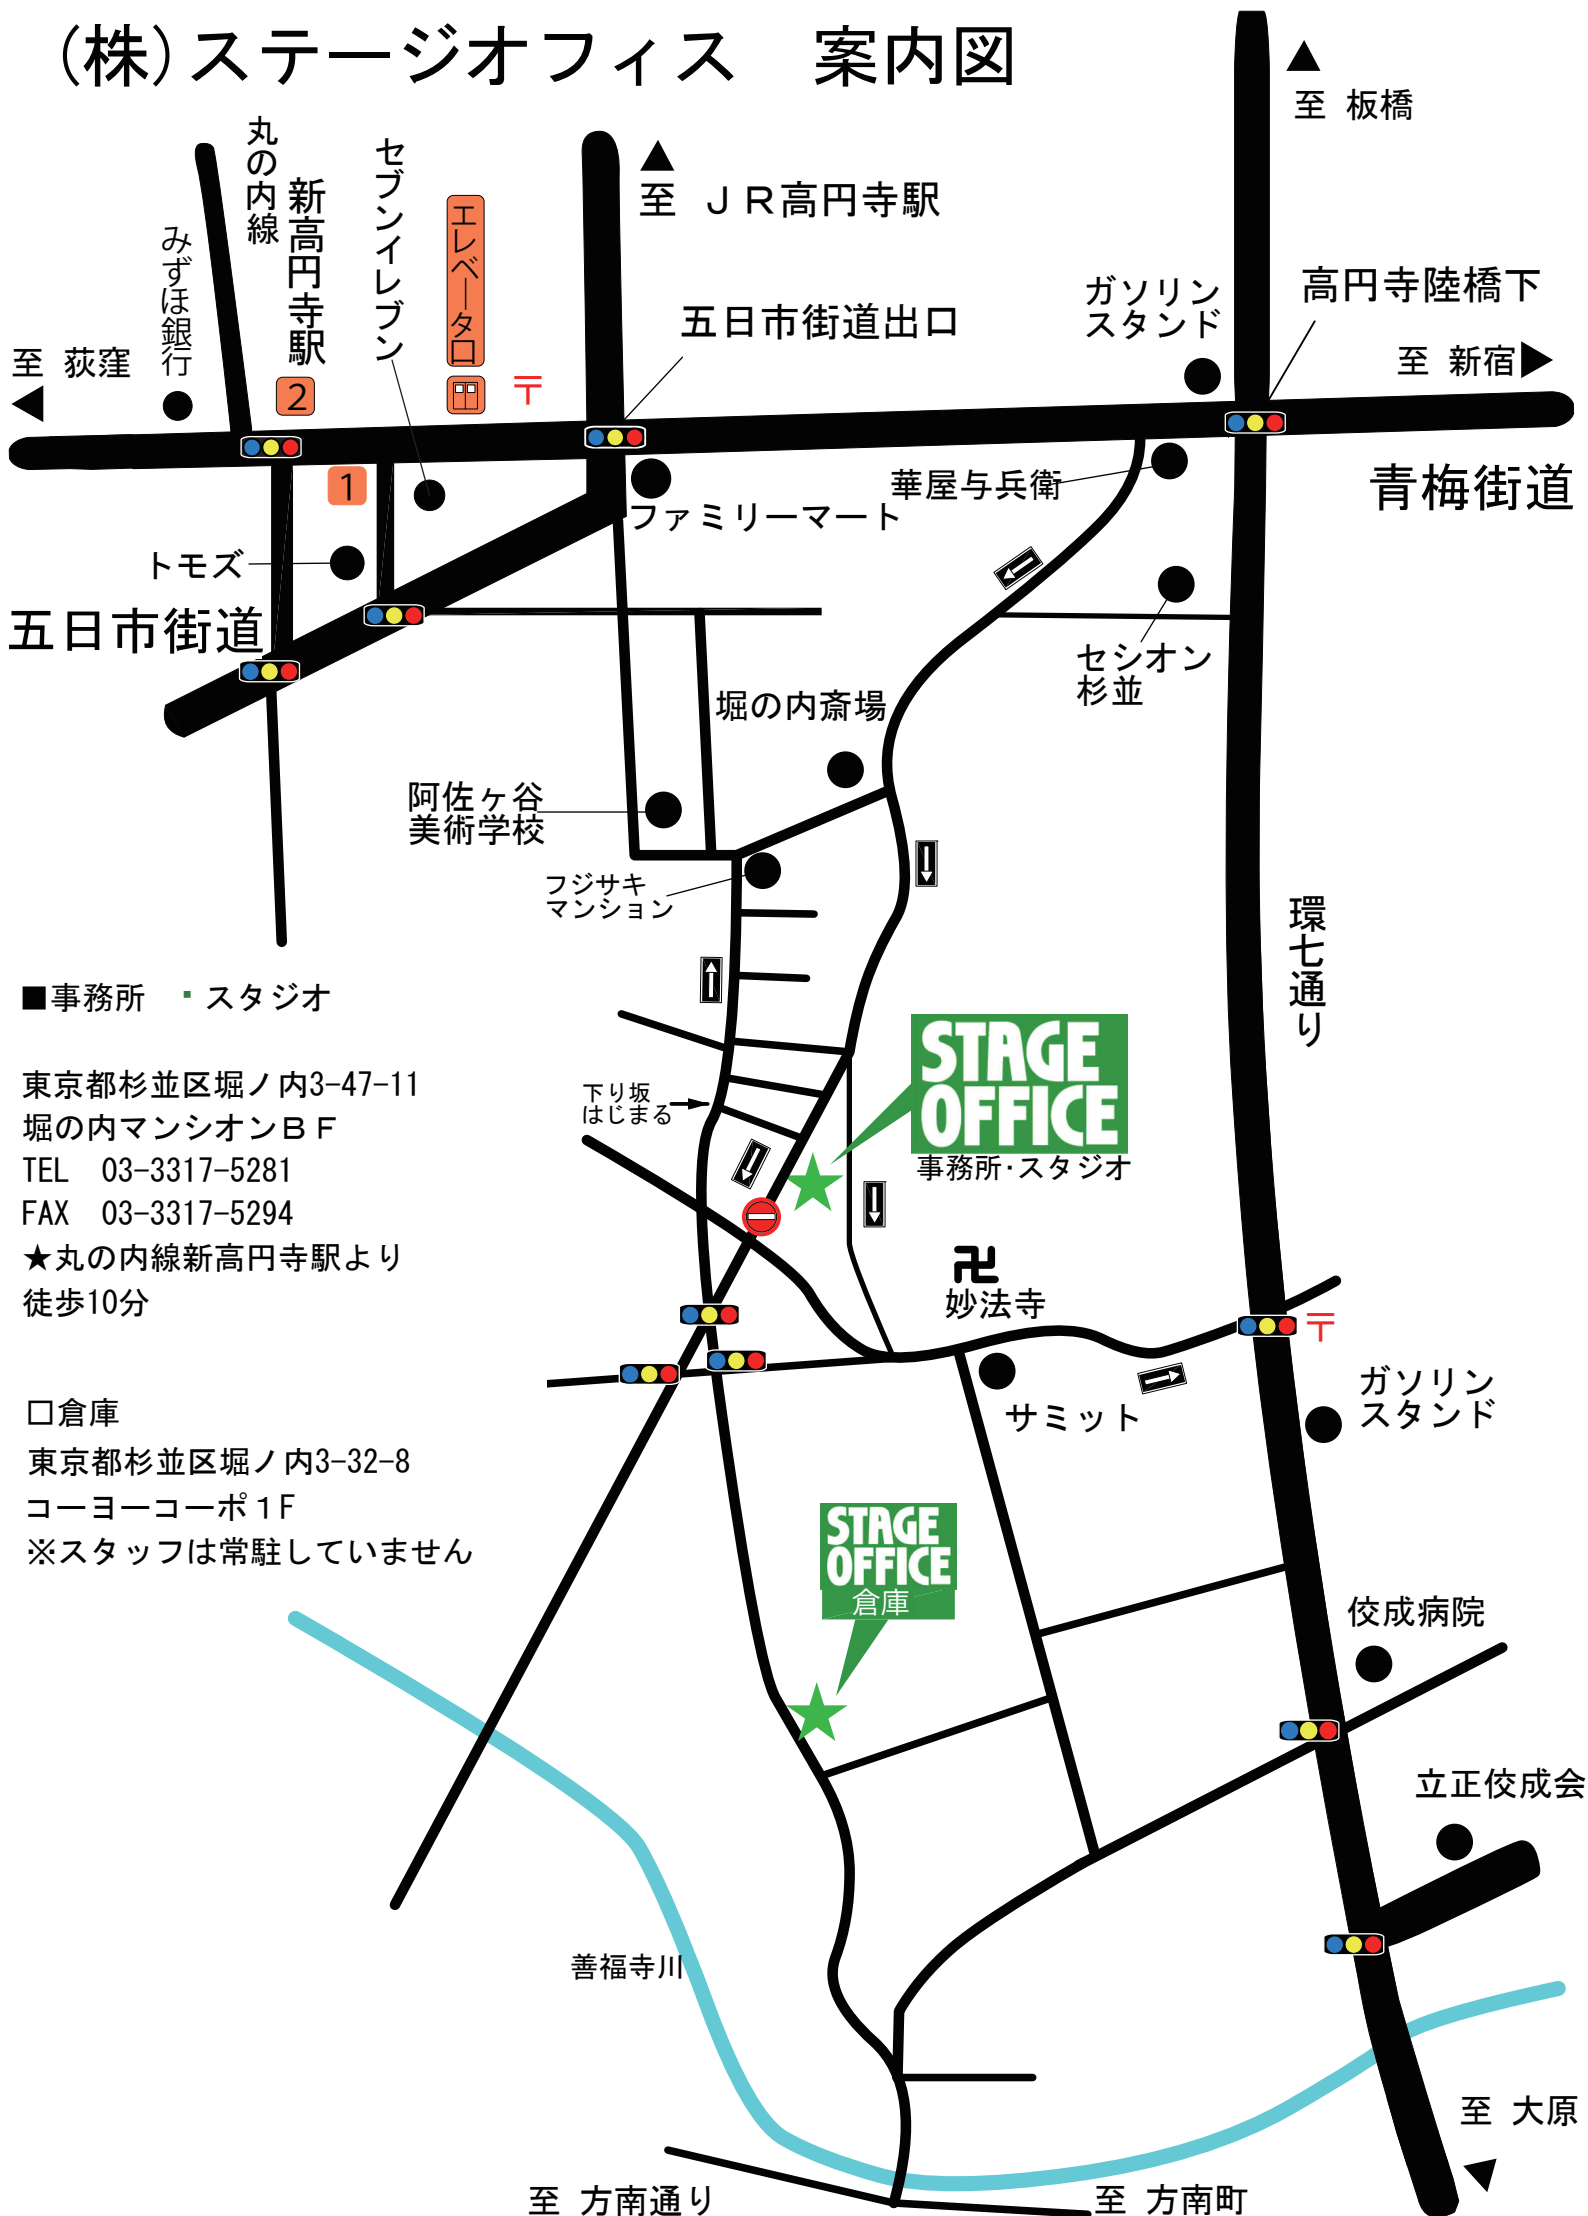 (株)ステージオフィス　案内図
至 板橋
丸の内線
新高円寺駅
セブンイレブン
エレベータ口
至 ＪＲ高円寺駅
みずほ銀行
ガソリン
スタンド
高円寺陸橋下
五日市街道出口
至 荻窪
至 新宿
2
〒
1
華屋与兵衛
青梅街道
ファミリーマート
トモズ
五日市街道
セシオン
杉並
堀の内斎場
阿佐ヶ谷
美術学校
フジサキ
マンション
環七通り
■事務所　・スタジオ
東京都杉並区堀ノ内3-47-11
堀の内マンシオンＢＦ
TEL　03-3317-5281
FAX　03-3317-5294
★丸の内線新高円寺駅より
徒歩10分
STAGE
OFFICE
事務所・スタジオ
下り坂
はじまる
卍
妙法寺
〒
サミット
ガソリン
スタンド
□倉庫
東京都杉並区堀ノ内3-32-8
コーヨーコーポ１F
※スタッフは常駐していません
STAGE
OFFICE
倉庫
佼成病院
立正佼成会
善福寺川
至 大原
至 方南通り
至 方南町